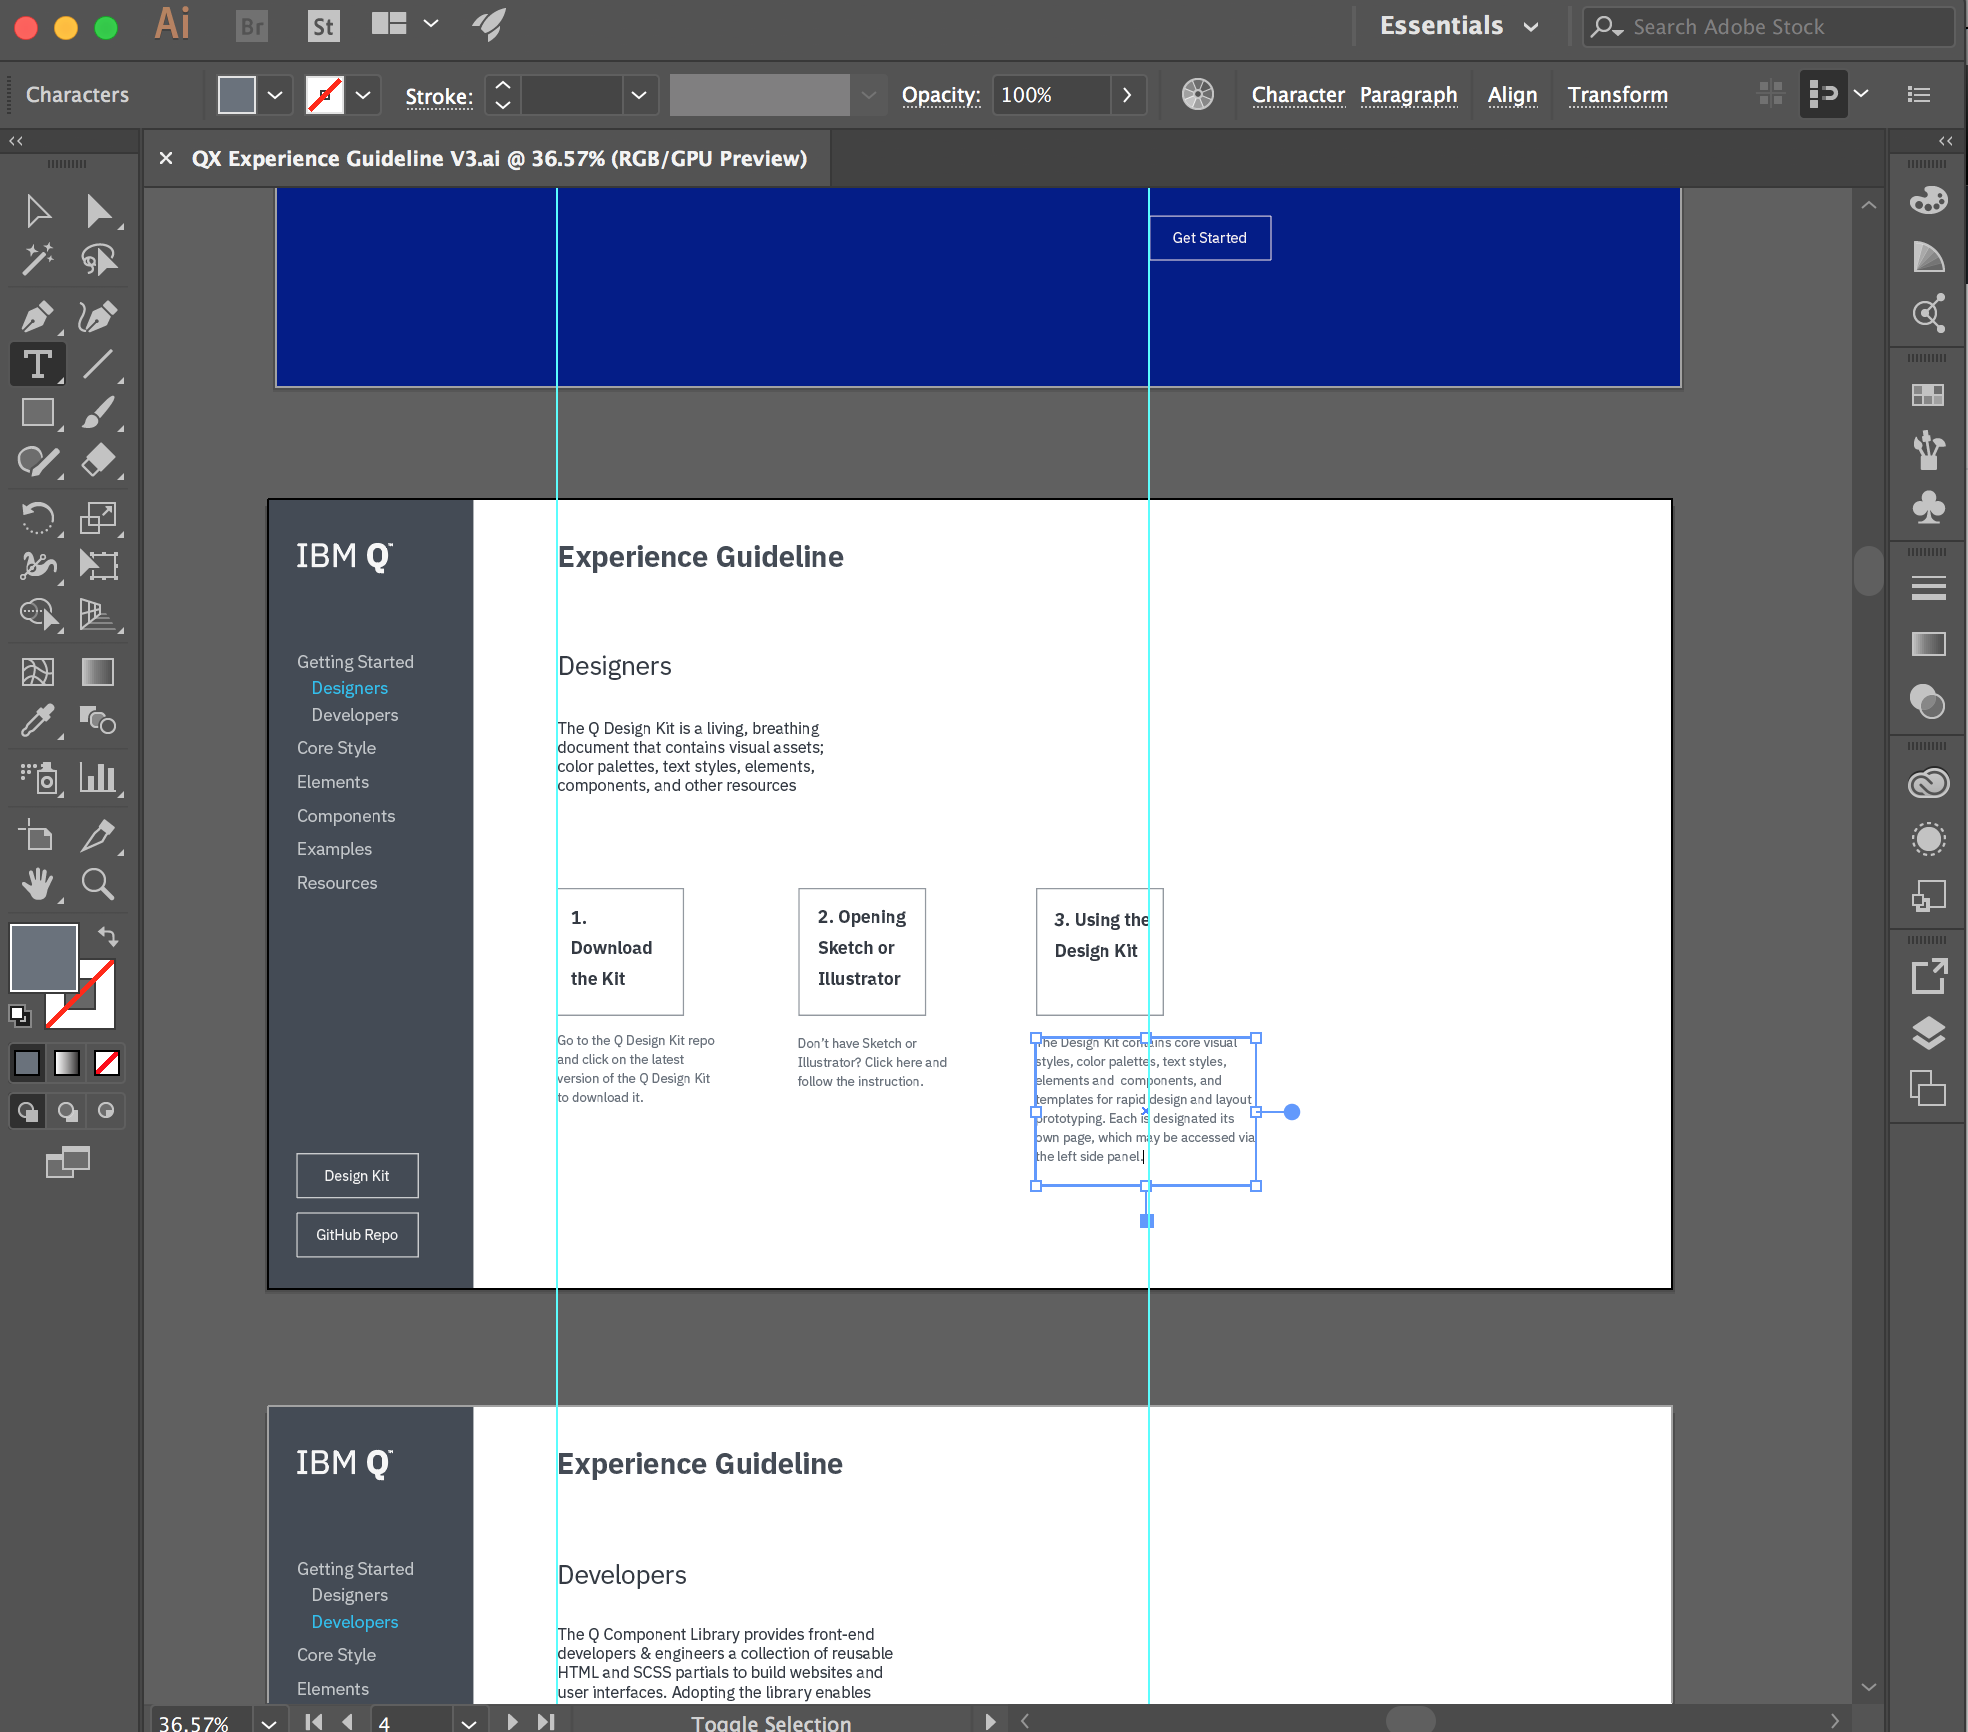 Ai
Br
St
Essentials
Search Adobe Stock
Characters
Stroke:
Opacity:
100%
Character
Paragraph
Align
Transform
QX Experience Guideline V3.ai @ 36.57% (RGB/GPU Preview)
Get Started
IBM Q™
Experience Guideline
Getting Started
Designers
Developers
Core Style
Elements
Components
Examples
Resources
Design Kit
GitHub Repo
Designers
The Q Design Kit is a living, breathing
document that contains visual assets;
color palettes, text styles, elements,
components, and other resources
1.
Download
the Kit
Go to the Q Design Kit repo
and click on the latest
version of the Q Design Kit
to download it.
2. Opening
Sketch or
Illustrator
Don't have Sketch or
Illustrator? Click here and
follow the instruction.
3. Using the
Design Kit
The Design Kit contains core visual
styles, color palettes, text styles,
elements and  components, and
templates for rapid design and layout
prototyping. Each is designated its
own page, which may be accessed via
the left side panel.
IBM Q™
Experience Guideline
Getting Started
Designers
Developers
Core Style
Elements
Developers
The Q Component Library provides front-end
developers & engineers a collection of reusable
HTML and SCSS partials to build websites and
user interfaces. Adopting the library enables
36.57%
4
Toggle Selection